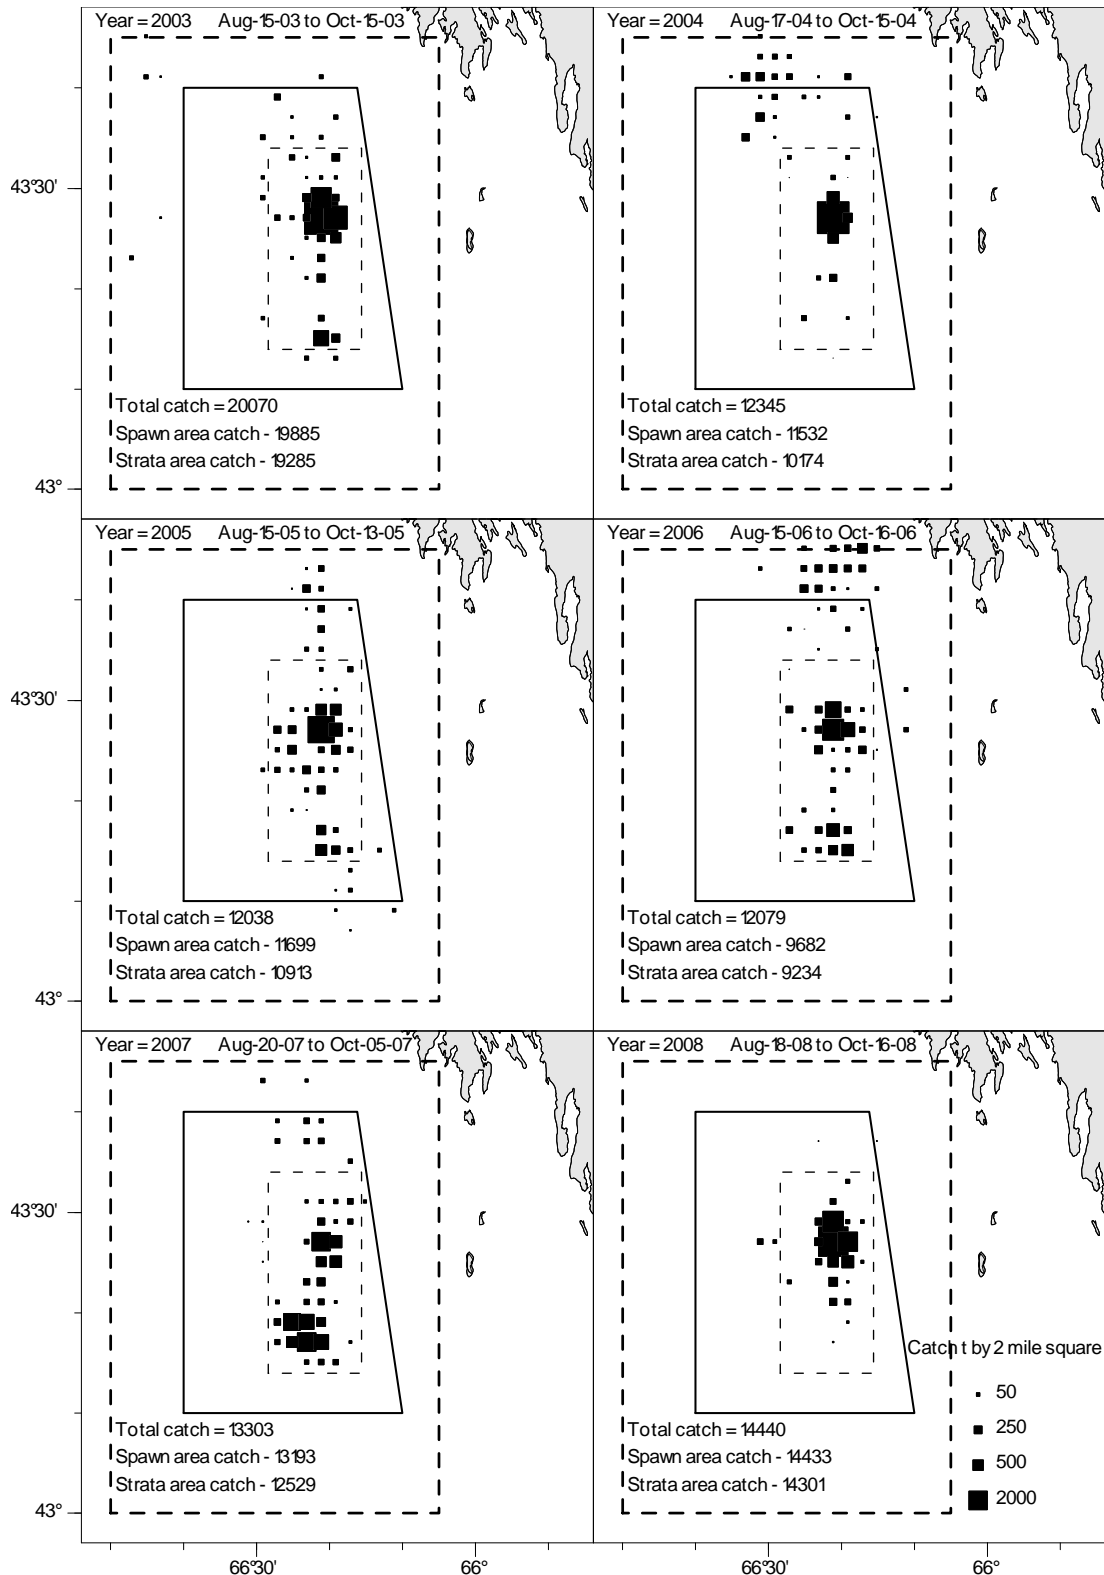 Year = 2003 Aug-15-03 to Oct-15-03
43°30'
Total catch = 20070
Spawn area catch - 19885
Strata area catch - 19285
43°
Year = 2004 Aug-17-04 to Oct-15-04
Total catch = 12345
Spawn area catch - 11532
Strata area catch - 10174
Year = 2005 Aug-15-05 to Oct-13-05
43°30'
Total catch = 12038
Spawn area catch - 11699
Strata area catch - 10913
43°
Year = 2006 Aug-15-06 to Oct-16-06
Total catch = 12079
Spawn area catch - 9682
Strata area catch - 9234
Year = 2007 Aug-20-07 to Oct-05-07
43°30'
Total catch = 13303
Spawn area catch - 13193
Strata area catch - 12529
43°
Year = 2008 Aug-18-08 to Oct-16-08
Total catch = 14440
Spawn area catch - 14433
Strata area catch - 14301
Catch t by 2 mile square
50
250
500
2000
66°30' 66° 66°30' 66°